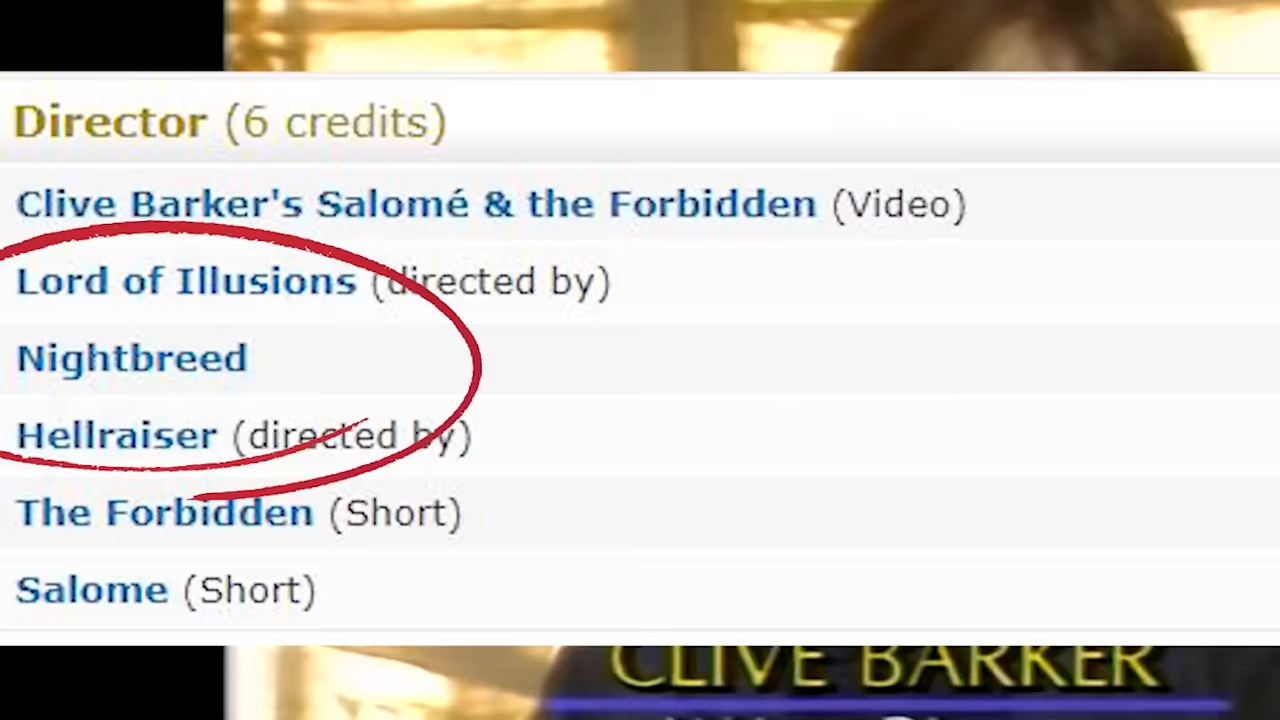 Director (6 credits)
Clive Barker's Salomé & the Forbidden (Video)
Lord of Illusions (directed by)
Nightbreed
Hellraiser (directed by)
The Forbidden (Short)
Salome (Short)
CLIVE BARKER